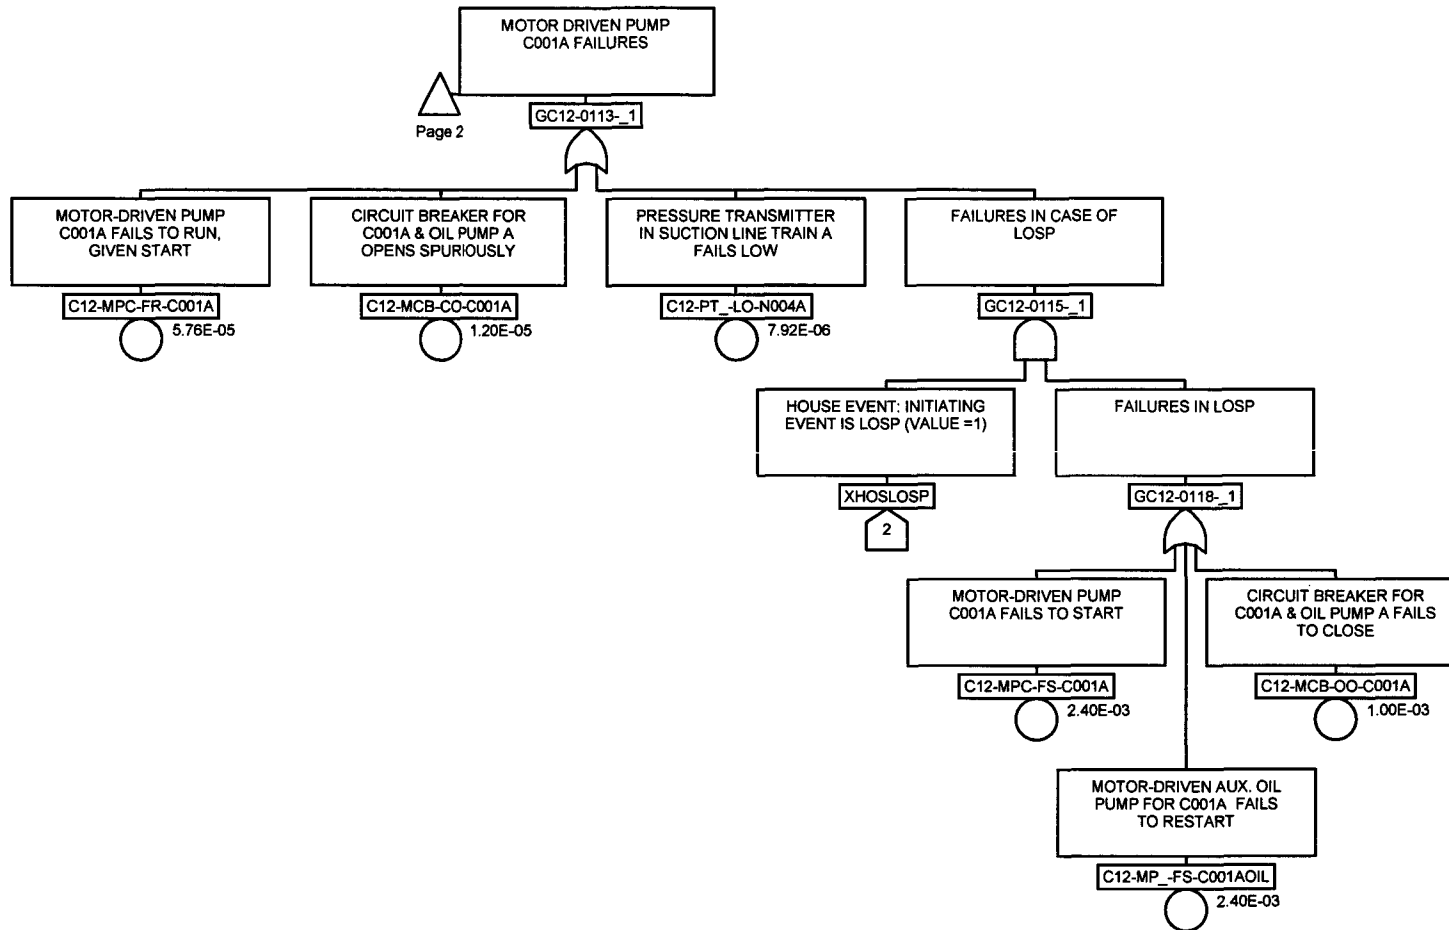 MOTOR DRIVEN PUMP
C001A FAILURES
Page 2
GC12-0113-_1
MOTOR-DRIVEN PUMP
C001A FAILS TO RUN,
GIVEN START
C12-MPC-FR-C001A
5.76E-05
CIRCUIT BREAKER FOR
C001A & OIL PUMP A
OPENS SPURIOUSLY
C12-MCB-CO-C001A
1.20E-05
PRESSURE TRANSMITTER
IN SUCTION LINE TRAIN A
FAILS LOW
C12-PT_-LO-N004A
7.92E-06
FAILURES IN CASE OF
LOSP
GC12-0115-_1
HOUSE EVENT: INITIATING
EVENT IS LOSP (VALUE =1)
XHOSLOSP
2
FAILURES IN LOSP
GC12-0118-_1
MOTOR-DRIVEN PUMP
C001A FAILS TO START
C12-MPC-FS-C001A
2.40E-03
CIRCUIT BREAKER FOR
C001A & OIL PUMP A FAILS
TO CLOSE
C12-MCB-OO-C001A
1.00E-03
MOTOR-DRIVEN AUX. OIL
PUMP FOR C001A FAILS
TO RESTART
C12-MP_-FS-C001AOIL
2.40E-03